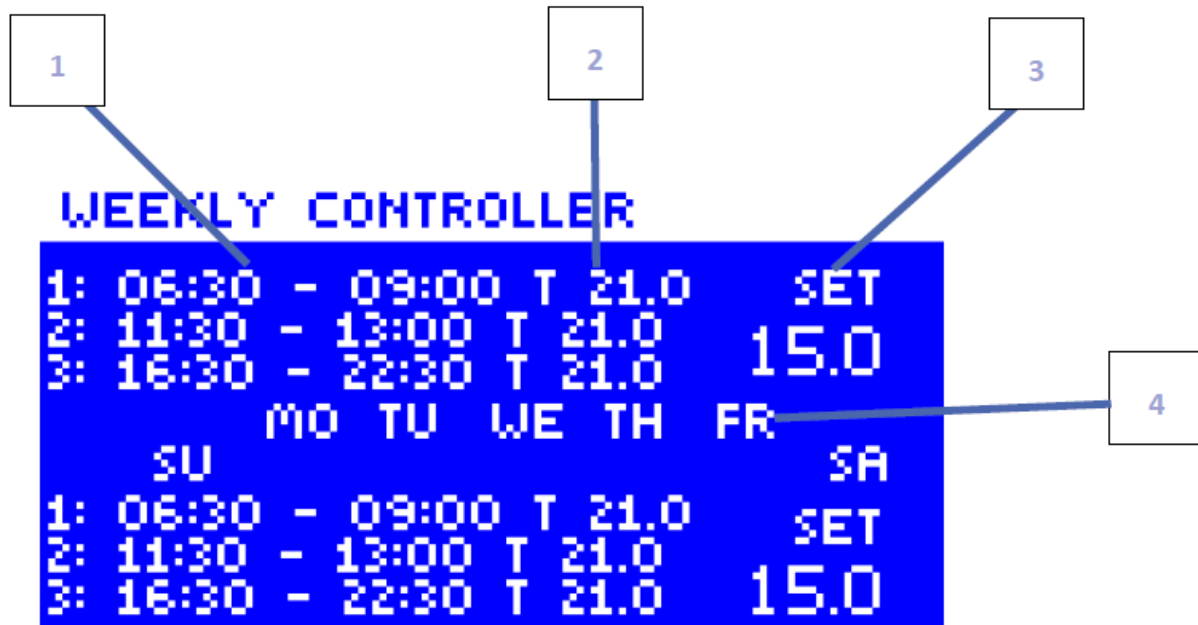 1
2
3
WEEKLY CONTROLLER
1: 06:30 - 09:00 T 21.0 SET
2: 11:30 - 13:00 T 21.0
15.0
3: 16:30 - 22:30 T 21.0
MO TU WE TH FR
4
SU SA
1: 06:30 - 09:00 T 21.0 SET
2: 11:30 - 13:00 T 21.0
15.0
3: 16:30 - 22:30 T 21.0